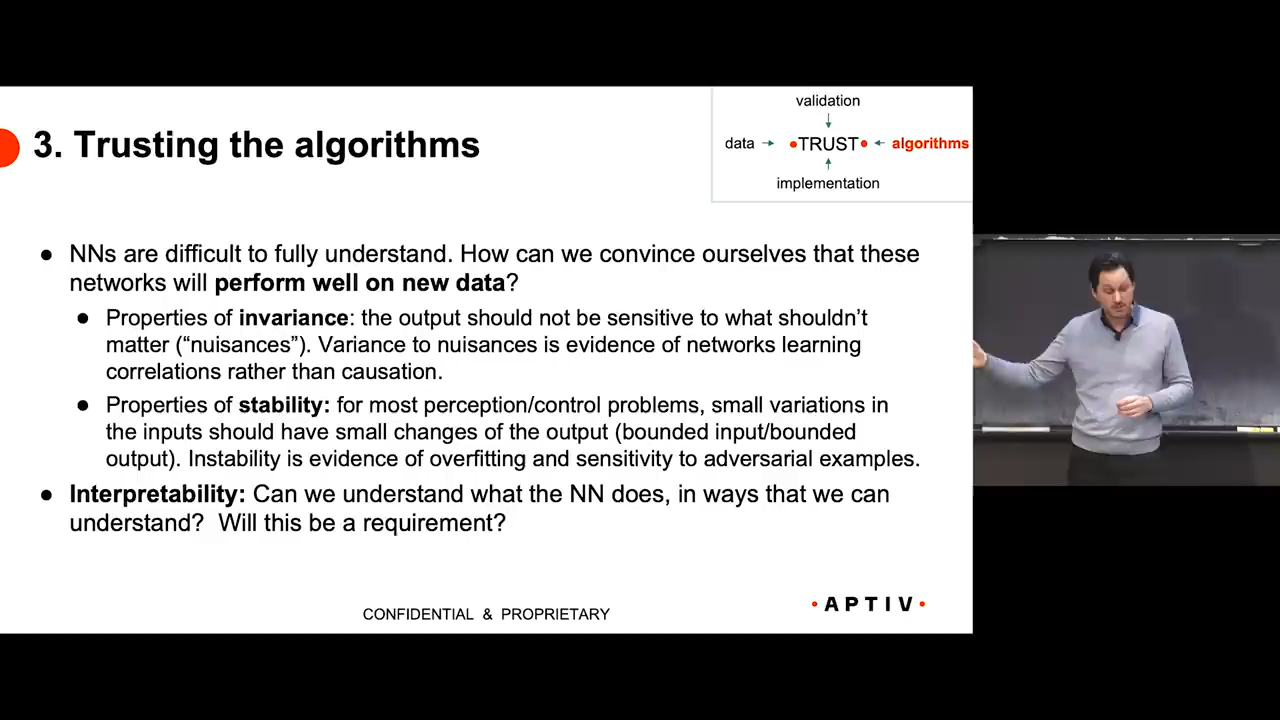 3. Trusting the algorithms
validation
data → •TRUST• ← algorithms
implementation
• NNs are difficult to fully understand. How can we convince ourselves that these
networks will perform well on new data?
• Properties of invariance: the output should not be sensitive to what shouldn't
matter (“nuisances”). Variance to nuisances is evidence of networks learning
correlations rather than causation.
• Properties of stability: for most perception/control problems, small variations in
the inputs should have small changes of the output (bounded input/bounded
output). Instability is evidence of overfitting and sensitivity to adversarial examples.
• Interpretability: Can we understand what the NN does, in ways that we can
understand? Will this be a requirement?
CONFIDENTIAL & PROPRIETARY
• A P T I V •